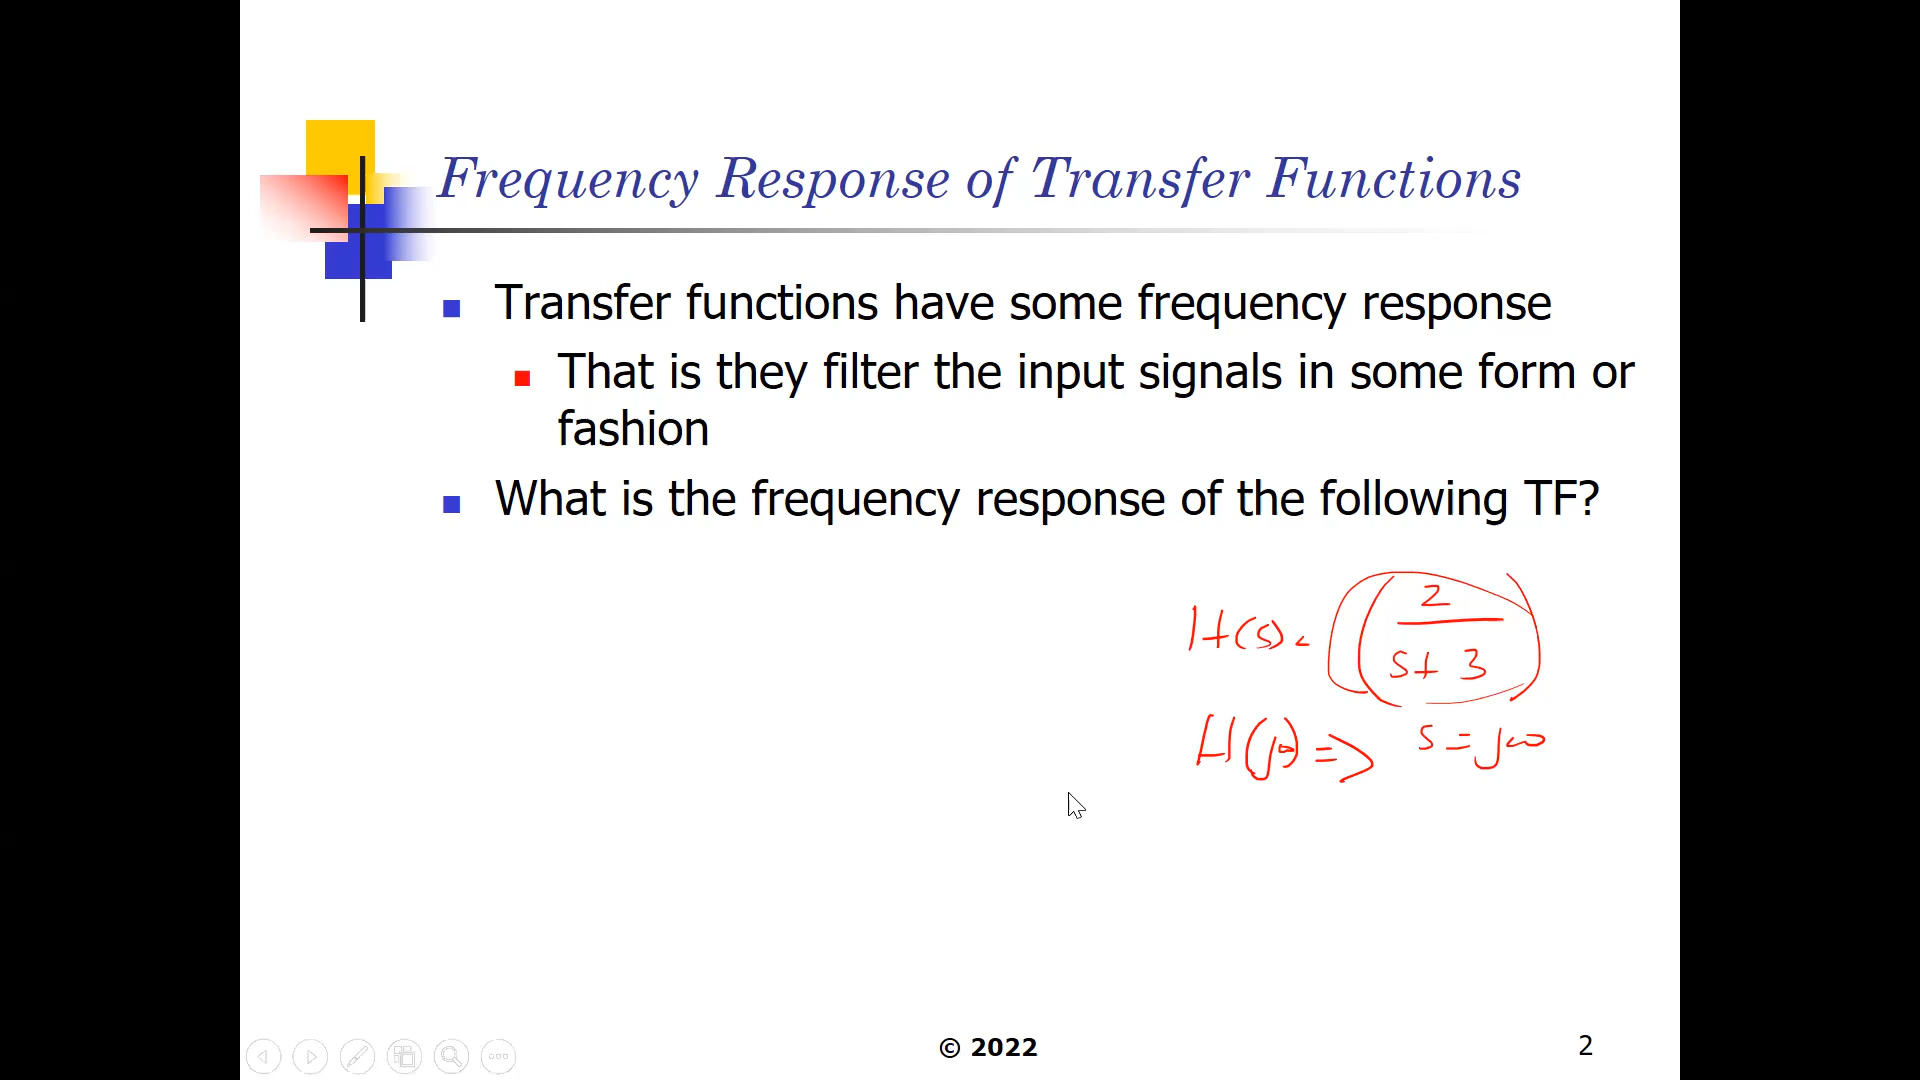 Frequency Response of Transfer Functions
Transfer functions have some frequency response
That is they filter the input signals in some form or
fashion
What is the frequency response of the following TF?
H(s) = (2 / s + 3)
H(jω) => s = jω
© 2022
2